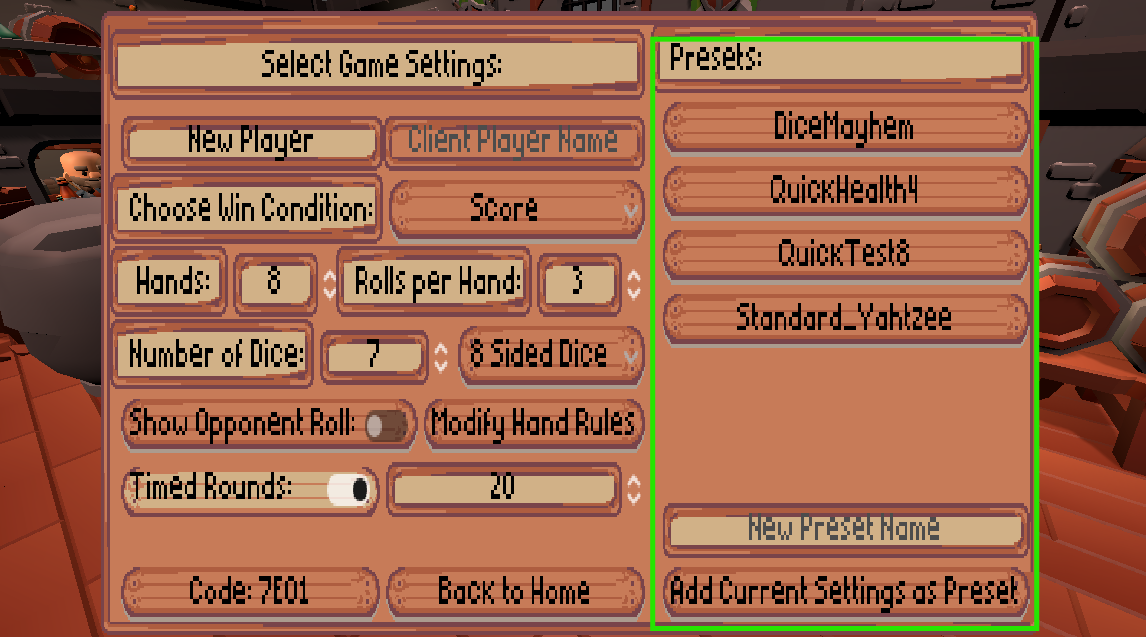 Select Game Settings:
New Player
Client Player Name
Choose Win Condition:
Score
Hands:
8
Rolls per Hand:
3
Number of Dice:
7
8 Sided Dice
Show Opponent Roll:
Modify Hand Rules
Timed Rounds:
20
Code: 7E01
Back to Home
Presets:
DiceMayhem
QuickHealth4
QuickTest8
Standard_Yahtzee
New Preset Name
Add Current Settings as Preset